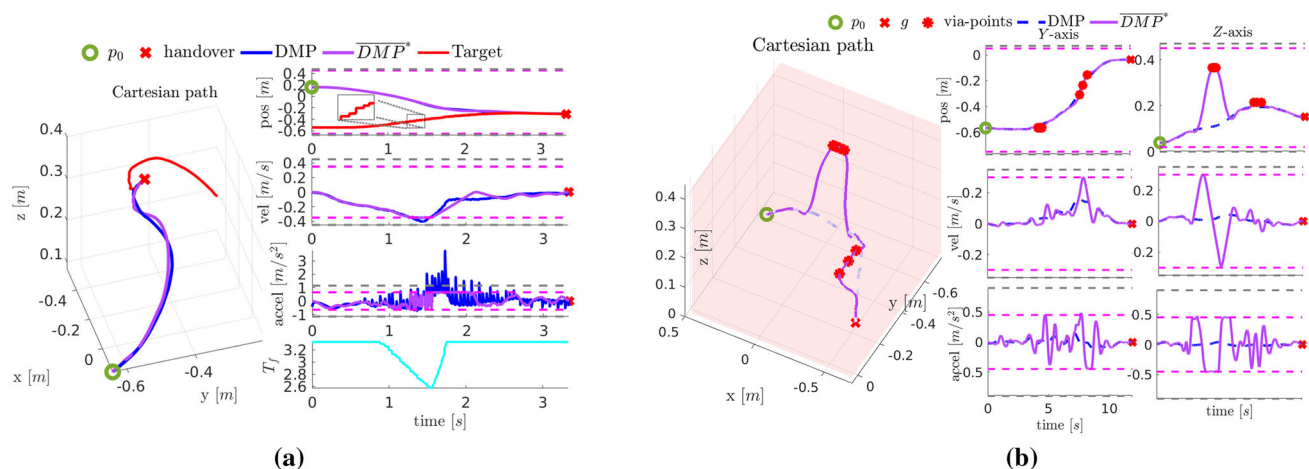 p₀ handover DMP DMP* Target
Cartesian path
0.4
0.3
0.2
0.1
z [m]
-0.4
-0.2
0
x [m]
-0.6
-0.4
y [m]
pos [m]
0.4
0.1
-0.2
-0.6
0 1 2 3
vel [m/s]
0.4
0.2
0
-0.2
-0.4
0 1 2 3
accel [m/s²]
3
2
1
0
-1
0 1 2 3
T_f
3.2
2.9
2.6
0 1 2 3
time [s]
(a)
p₀ g via-points DMP DMP*
Cartesian path
0.4
0.3
0.2
0.1
0
z [m]
0.5
0
-0.5
x [m]
-0.6
-0.4
-0.2
0
y [m]
Y-axis
pos [m]
0
-0.2
-0.4
-0.6
vel [m/s]
0.2
0
-0.2
accel [m/s²]
0.5
0
0.5
0 5 10
time [s]
Z-axis
0.4
0.2
0
0.2
0
-0.2
0.5
0
-0.5
time [s]
(b)